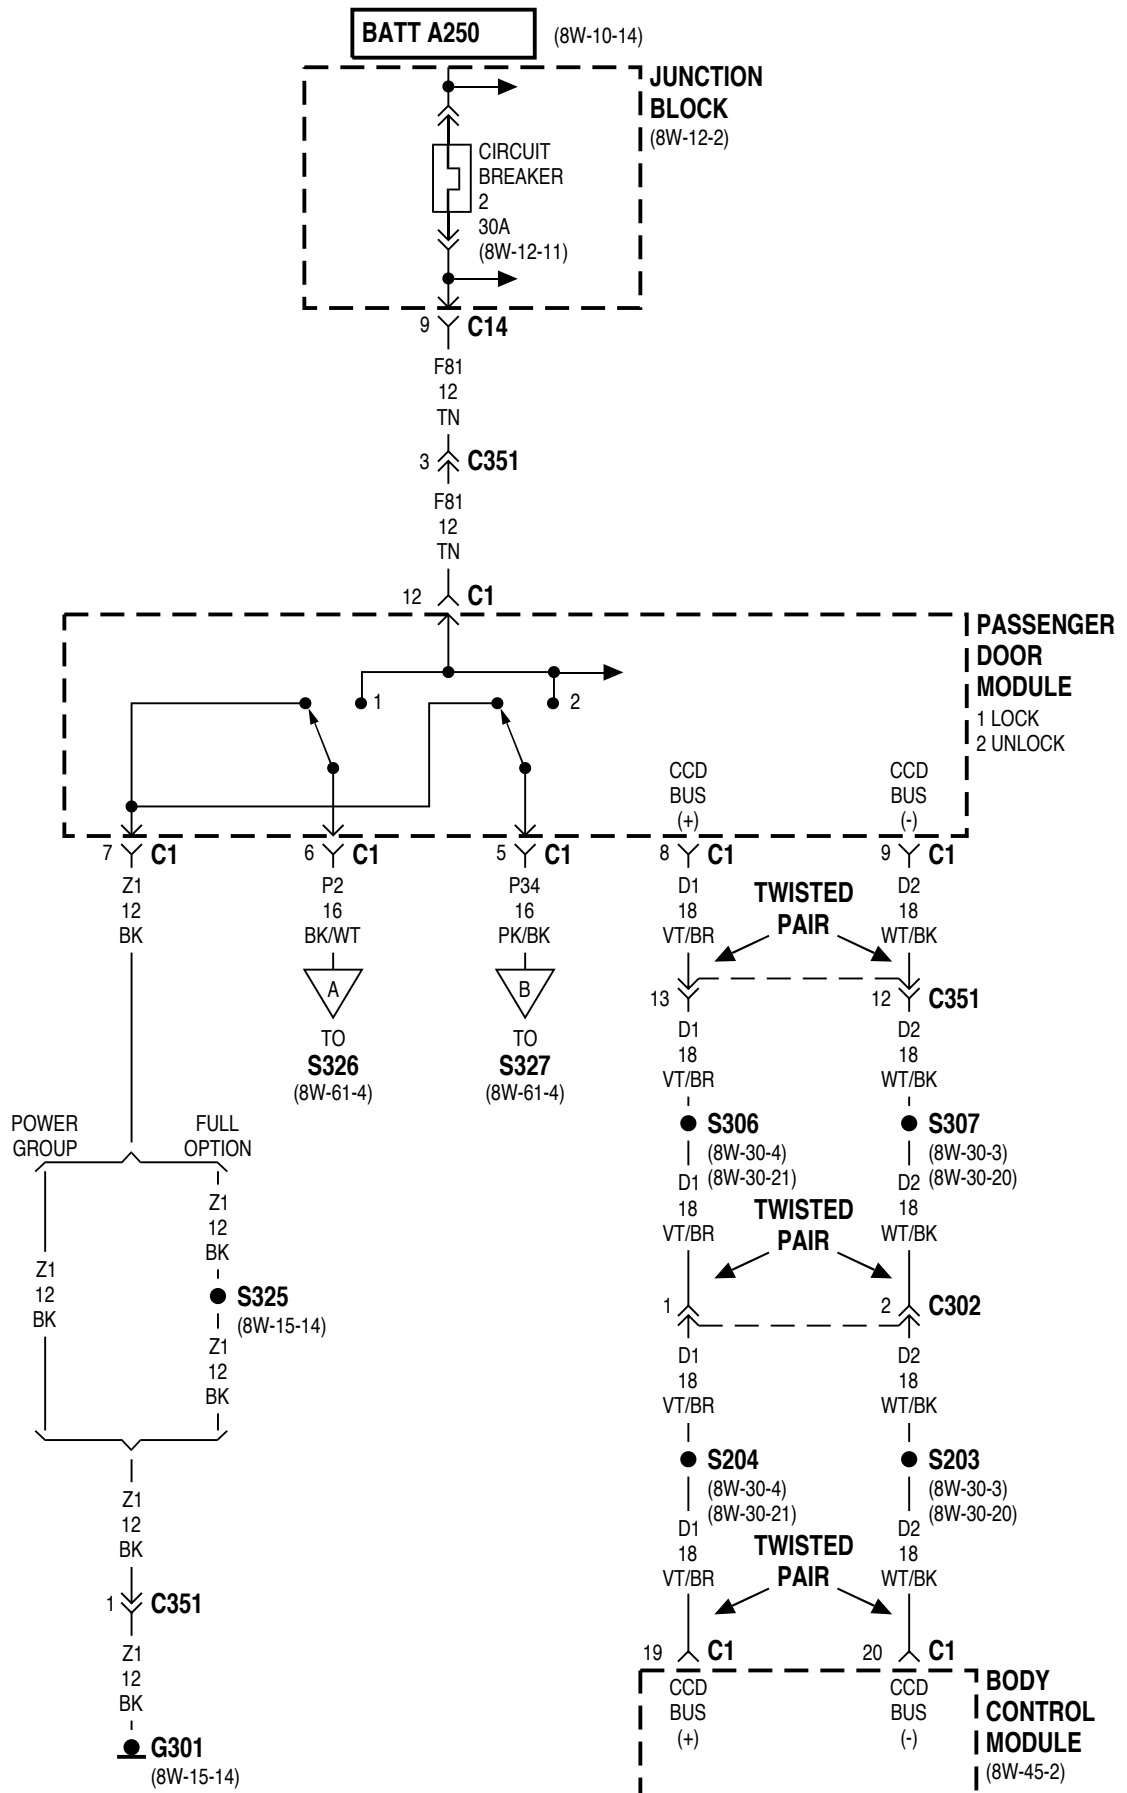 BATT A250
(8W-10-14)
JUNCTION
BLOCK
(8W-12-2)
CIRCUIT
BREAKER
2
30A
(8W-12-11)
9 C14
F81
12
TN
3 C351
F81
12
TN
12 C1
PASSENGER
DOOR
MODULE
1 LOCK
2 UNLOCK
1
2
CCD
BUS
(+)
CCD
BUS
(-)
7 C1
6 C1
5 C1
8 C1
9 C1
Z1
12
BK
P2
16
BK/WT
P34
16
PK/BK
D1
18
VT/BR
TWISTED
PAIR
D2
18
WT/BK
A
TO
S326
(8W-61-4)
B
TO
S327
(8W-61-4)
13
12 C351
D1
18
VT/BR
D2
18
WT/BK
S306
(8W-30-4)
(8W-30-21)
S307
(8W-30-3)
(8W-30-20)
POWER
GROUP
FULL
OPTION
Z1
12
BK
Z1
12
BK
S325
(8W-15-14)
Z1
12
BK
D1
18
VT/BR
TWISTED
PAIR
D2
18
WT/BK
1
2 C302
D1
18
VT/BR
D2
18
WT/BK
S204
(8W-30-4)
(8W-30-21)
S203
(8W-30-3)
(8W-30-20)
Z1
12
BK
1 C351
Z1
12
BK
G301
(8W-15-14)
D1
18
VT/BR
TWISTED
PAIR
D2
18
WT/BK
19 C1
20 C1
CCD
BUS
(+)
CCD
BUS
(-)
BODY
CONTROL
MODULE
(8W-45-2)